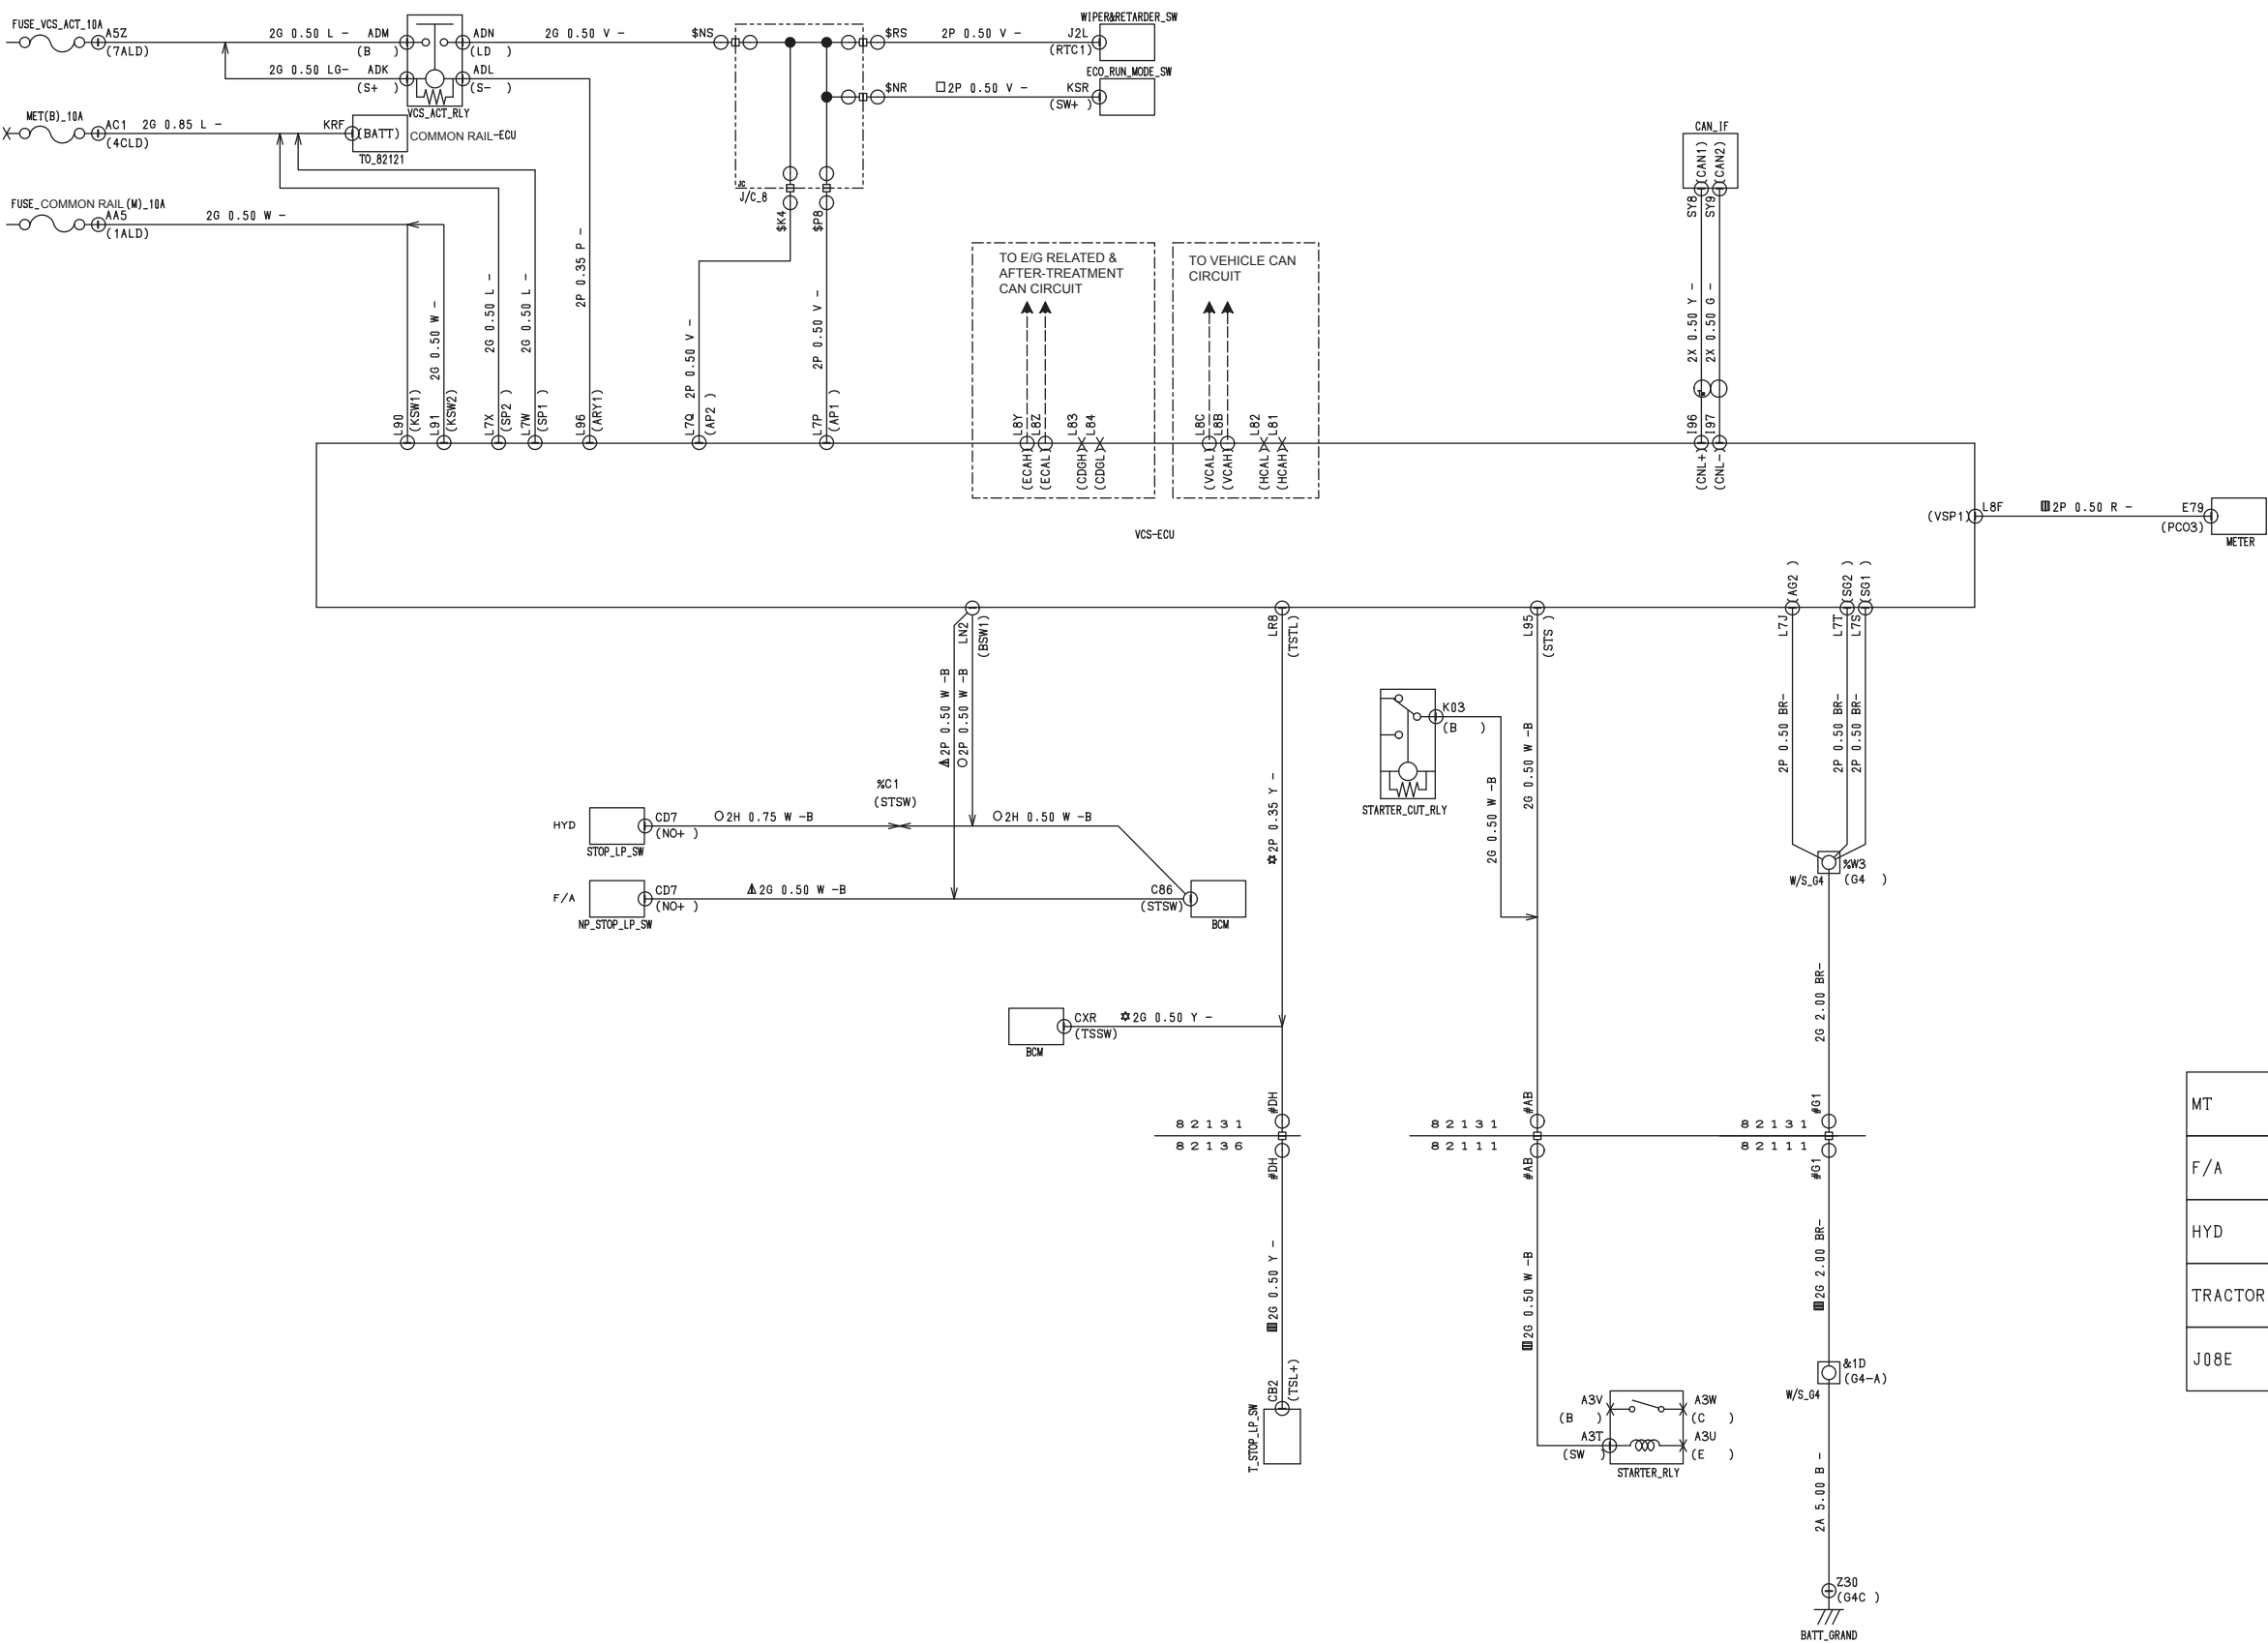 FUSE_VCS_ACT_10A
A5Z
(7ALD)
2G 0.50 L -
ADM
(B )
ADN
(LD )
2G 0.50 V -
$NS
$RS
2P 0.50 V -
WIPER&RETARDER_SW
J2L
(RTC1)
2G 0.50 LG-
ADK
(S+ )
ADL
(S- )
VCS_ACT_RLY
ECO_RUN_MODE_SW
$NR
2P 0.50 V -
KSR
(SW+ )
MET(B)_10A
AC1
2G 0.85 L -
(4CLD)
KRF
(BATT)
COMMON RAIL-ECU
TO_82121
JC
J/C_8
$K4
$P8
CAN_IF
(CAN1)
(CAN2)
SY8
SY9
FUSE_COMMON RAIL(M)_10A
AA5
(1ALD)
2G 0.50 W -
2G 0.50 W -
2G 0.50 L -
2G 0.50 L -
2P 0.35 P -
2P 0.50 V -
2P 0.50 V -
TO E/G RELATED &
AFTER-TREATMENT
CAN CIRCUIT
TO VEHICLE CAN
CIRCUIT
2X 0.50 Y -
2X 0.50 G -
Tw
L90
(KSW1)
L91
(KSW2)
L7X
(SP2 )
L7W
(SP1 )
L96
(ARY1)
L7Q
(AP2 )
L7P
(AP1 )
L8Y
(ECAH)
L8Z
(ECAL)
L83
(CDGH)
L84
(CDGL)
L8C
(VCAL)
L8B
(VCAH)
L82
(HCAL)
L81
(HCAH)
I96
(CNL+)
I97
(CNL-)
VCS-ECU
(VSP1)
L8F
2P 0.50 R -
E79
(PCO3)
METER
LN2
(BSW1)
LR8
(TSTL)
L95
(STS )
L7J
(AG2 )
L7T
(SG2 )
L7S
(SG1 )
2P 0.50 W -B
2P 0.50 W -B
2P 0.35 Y -
2G 0.50 W -B
2P 0.50 BR-
2P 0.50 BR-
2P 0.50 BR-
K03
(B )
STARTER_CUT_RLY
2G 0.50 W -B
%C1
(STSW)
HYD
CD7
(NO+ )
2H 0.75 W -B
2H 0.50 W -B
STOP_LP_SW
F/A
CD7
(NO+ )
2G 0.50 W -B
C86
(STSW)
NP_STOP_LP_SW
BCM
%W3
(G4 )
W/S_G4
2G 2.00 BR-
CXR
(TSSW)
2G 0.50 Y -
BCM
#DH
#AB
#G1
82131
82136
82131
82111
82131
82111
#DH
#AB
#G1
2G 0.50 Y -
2G 0.50 W -B
2G 2.00 BR-
CB2
(TSL+)
T_STOP_LP_SW
A3V
(B )
A3W
(C )
A3T
(SW )
A3U
(E )
STARTER_RLY
&1D
(G4-A)
W/S_G4
2A 5.00 B -
Z30
(G4C )
BATT_GRAND
MT
F/A
HYD
TRACTOR
J08E